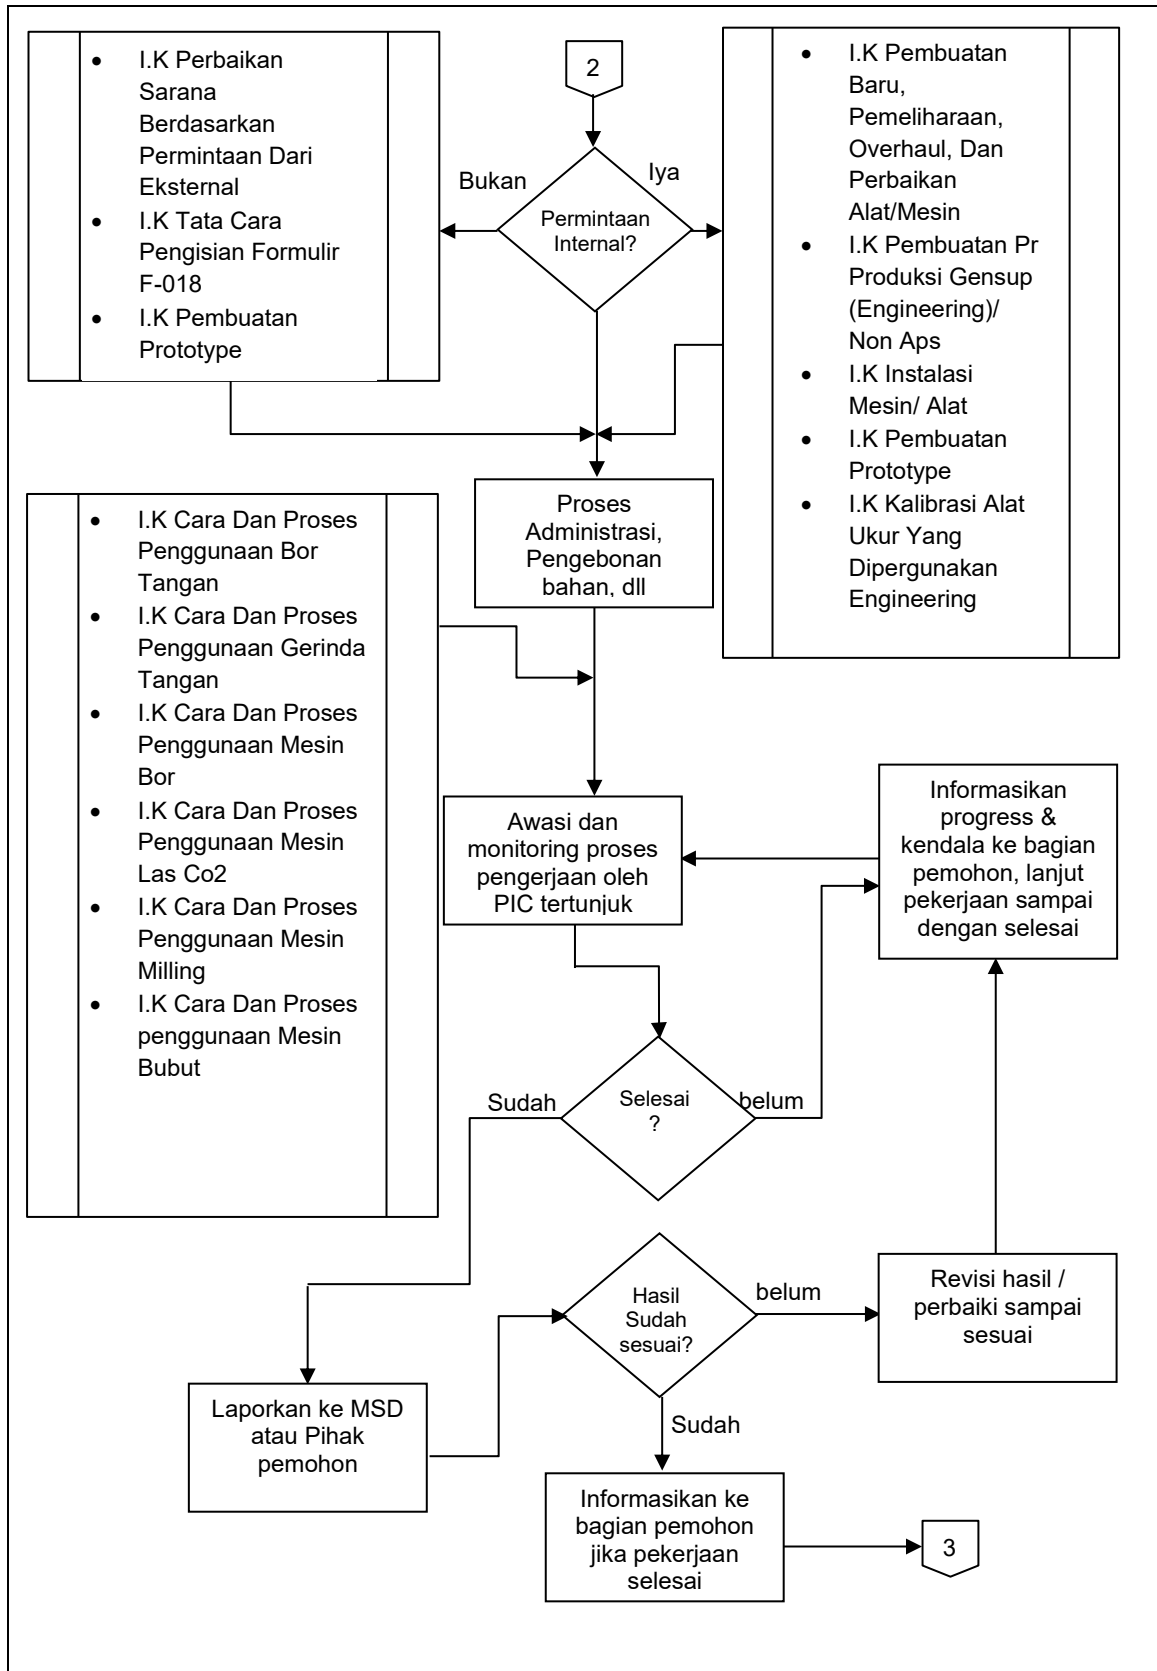 2
• I.K Perbaikan
Sarana
Berdasarkan
Permintaan Dari
Eksternal
• I.K Tata Cara
Pengisian Formulir
F-018
• I.K Pembuatan
Prototype
Bukan
Iya
Permintaan
Internal?
• I.K Pembuatan
Baru,
Pemeliharaan,
Overhaul, Dan
Perbaikan
Alat/Mesin
• I.K Pembuatan Pr
Produksi Gensup
(Engineering)/
Non Aps
• I.K Instalasi
Mesin/ Alat
• I.K Pembuatan
Prototype
• I.K Kalibrasi Alat
Ukur Yang
Dipergunakan
Engineering
Proses
Administrasi,
Pengebonan
bahan, dll
• I.K Cara Dan Proses
Penggunaan Bor
Tangan
• I.K Cara Dan Proses
Penggunaan Gerinda
Tangan
• I.K Cara Dan Proses
Penggunaan Mesin
Bor
• I.K Cara Dan Proses
Penggunaan Mesin
Las Co2
• I.K Cara Dan Proses
Penggunaan Mesin
Milling
• I.K Cara Dan Proses
penggunaan Mesin
Bubut
Awasi dan
monitoring proses
pengerjaan oleh
PIC tertunjuk
Informasikan
progress &
kendala ke bagian
pemohon, lanjut
pekerjaan sampai
dengan selesai
Sudah
Selesai
?
belum
Hasil
Sudah
sesuai?
belum
Revisi hasil /
perbaiki sampai
sesuai
Laporkan ke MSD
atau Pihak
pemohon
Sudah
Informasikan ke
bagian pemohon
jika pekerjaan
selesai
3